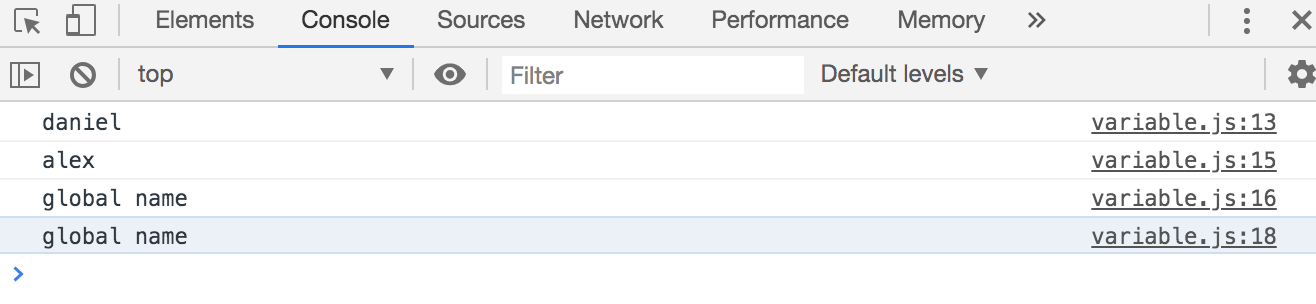 Elements Console Sources Network Performance Memory »
top ▼ Filter Default levels ▼
daniel variable.js:13
alex variable.js:15
global name variable.js:16
global name variable.js:18
>